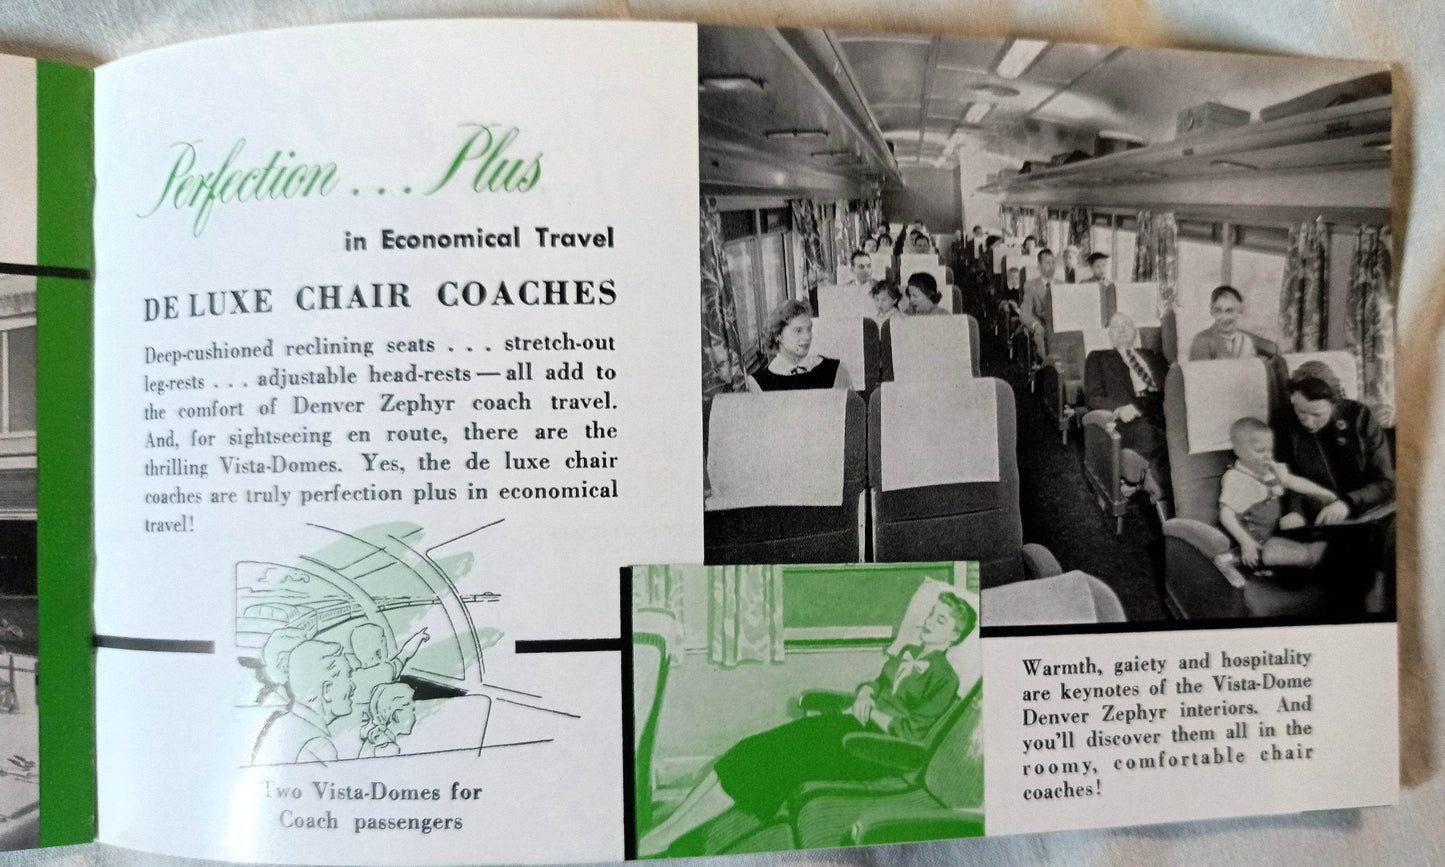 Perfection... Plus
in Economical Travel
DE LUXE CHAIR COACHES
Deep-cushioned reclining seats . . . stretch-out
leg-rests . . . adjustable head-rests—all add to
the comfort of Denver Zephyr coach travel.
And, for sightseeing en route, there are the
thrilling Vista-Domes. Yes, the de luxe chair
coaches are truly perfection plus in economical
travel!
Two Vista-Domes for
Coach passengers
Warmth, gaiety and hospitality
are keynotes of the Vista-Dome
Denver Zephyr interiors. And
you'll discover them all in the
roomy, comfortable chair
coaches!